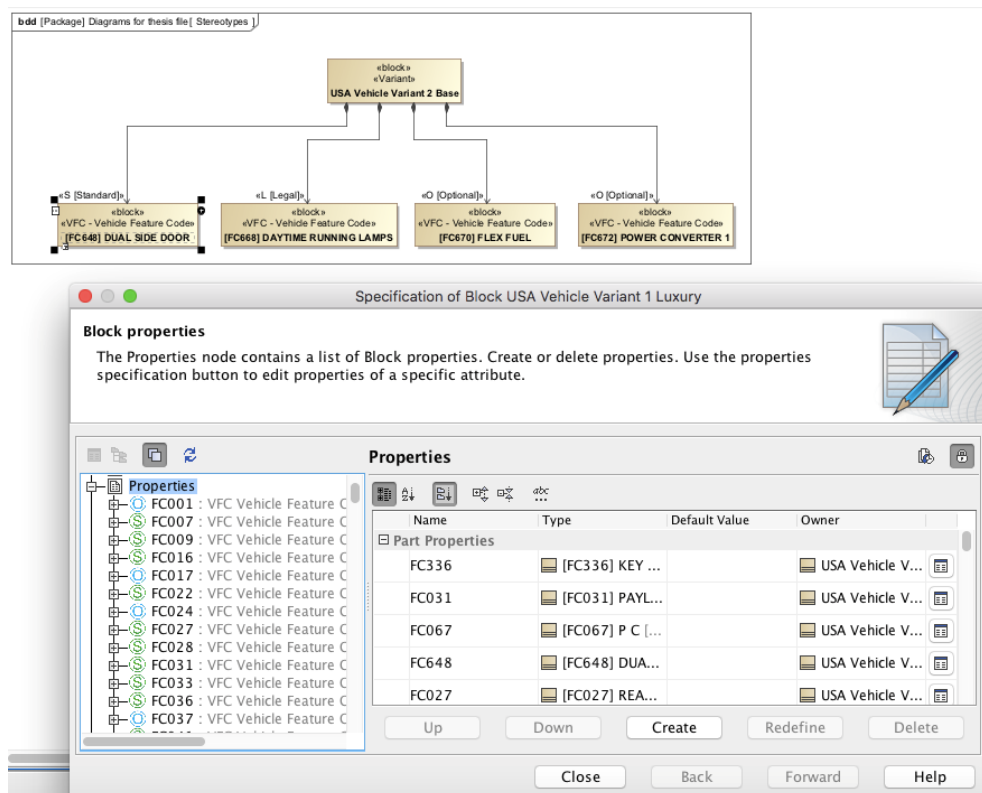 bdd [Package] Diagrams for thesis file[ Stereotypes ]
«block»
«Variant»
USA Vehicle Variant 2 Base
«S [Standard]»
«L [Legal]»
«O [Optional]»
«O [Optional]»
«block»
«VFC - Vehicle Feature Code»
[FC648] DUAL SIDE DOOR
«block»
«VFC - Vehicle Feature Code»
[FC668] DAYTIME RUNNING LAMPS
«block»
«VFC - Vehicle Feature Code»
[FC670] FLEX FUEL
«block»
«VFC - Vehicle Feature Code»
[FC672] POWER CONVERTER 1
Specification of Block USA Vehicle Variant 1 Luxury
Block properties
The Properties node contains a list of Block properties. Create or delete properties. Use the properties
specification button to edit properties of a specific attribute.
Properties
FC001 : VFC Vehicle Feature C
FC007 : VFC Vehicle Feature C
FC009 : VFC Vehicle Feature C
FC016 : VFC Vehicle Feature C
FC017 : VFC Vehicle Feature C
FC022 : VFC Vehicle Feature C
FC024 : VFC Vehicle Feature C
FC027 : VFC Vehicle Feature C
FC028 : VFC Vehicle Feature C
FC031 : VFC Vehicle Feature C
FC033 : VFC Vehicle Feature C
FC036 : VFC Vehicle Feature C
FC037 : VFC Vehicle Feature C
Properties
Name Type Default Value Owner
Part Properties
FC336 [FC336] KEY ... USA Vehicle V...
FC031 [FC031] PAYL... USA Vehicle V...
FC067 [FC067] P C [... USA Vehicle V...
FC648 [FC648] DUA... USA Vehicle V...
FC027 [FC027] REA... USA Vehicle V...
Up Down Create Redefine Delete
Close Back Forward Help